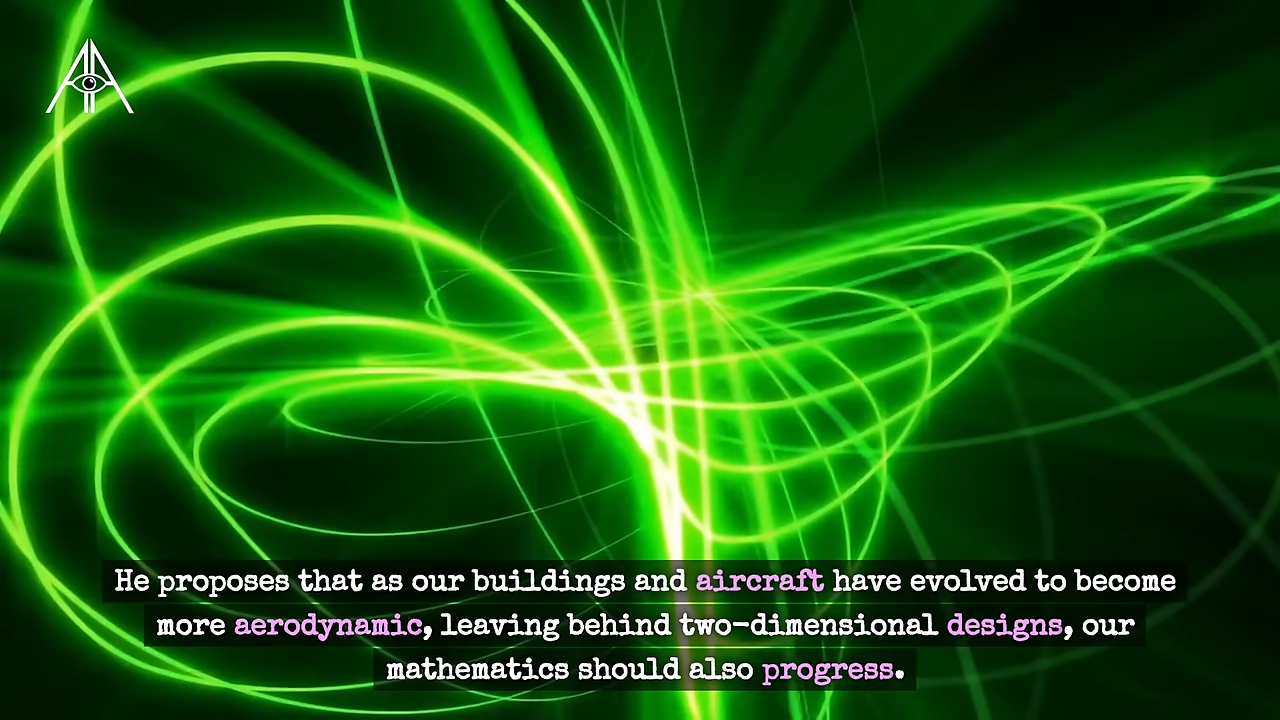 He proposes that as our buildings and aircraft have evolved to become
more aerodynamic, leaving behind two-dimensional designs, our
mathematics should also progress.